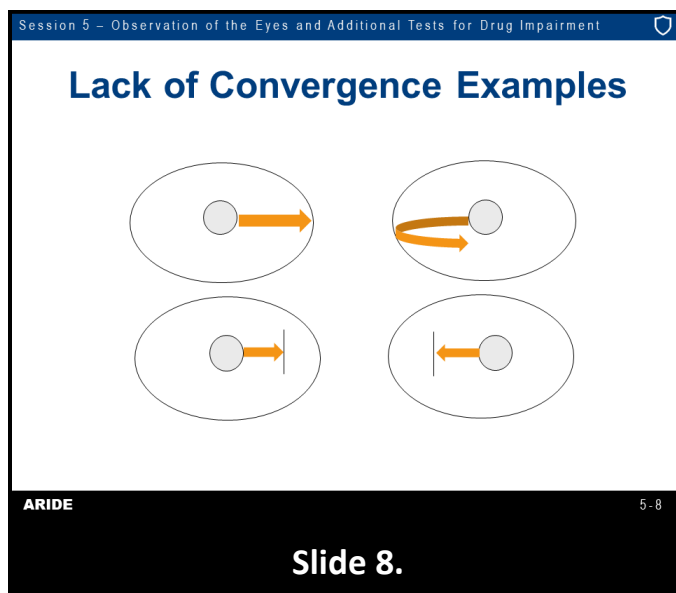 Session 5 – Observation of the Eyes and Additional Tests for Drug Impairment
Lack of Convergence Examples
ARIDE
5-8
Slide 8.